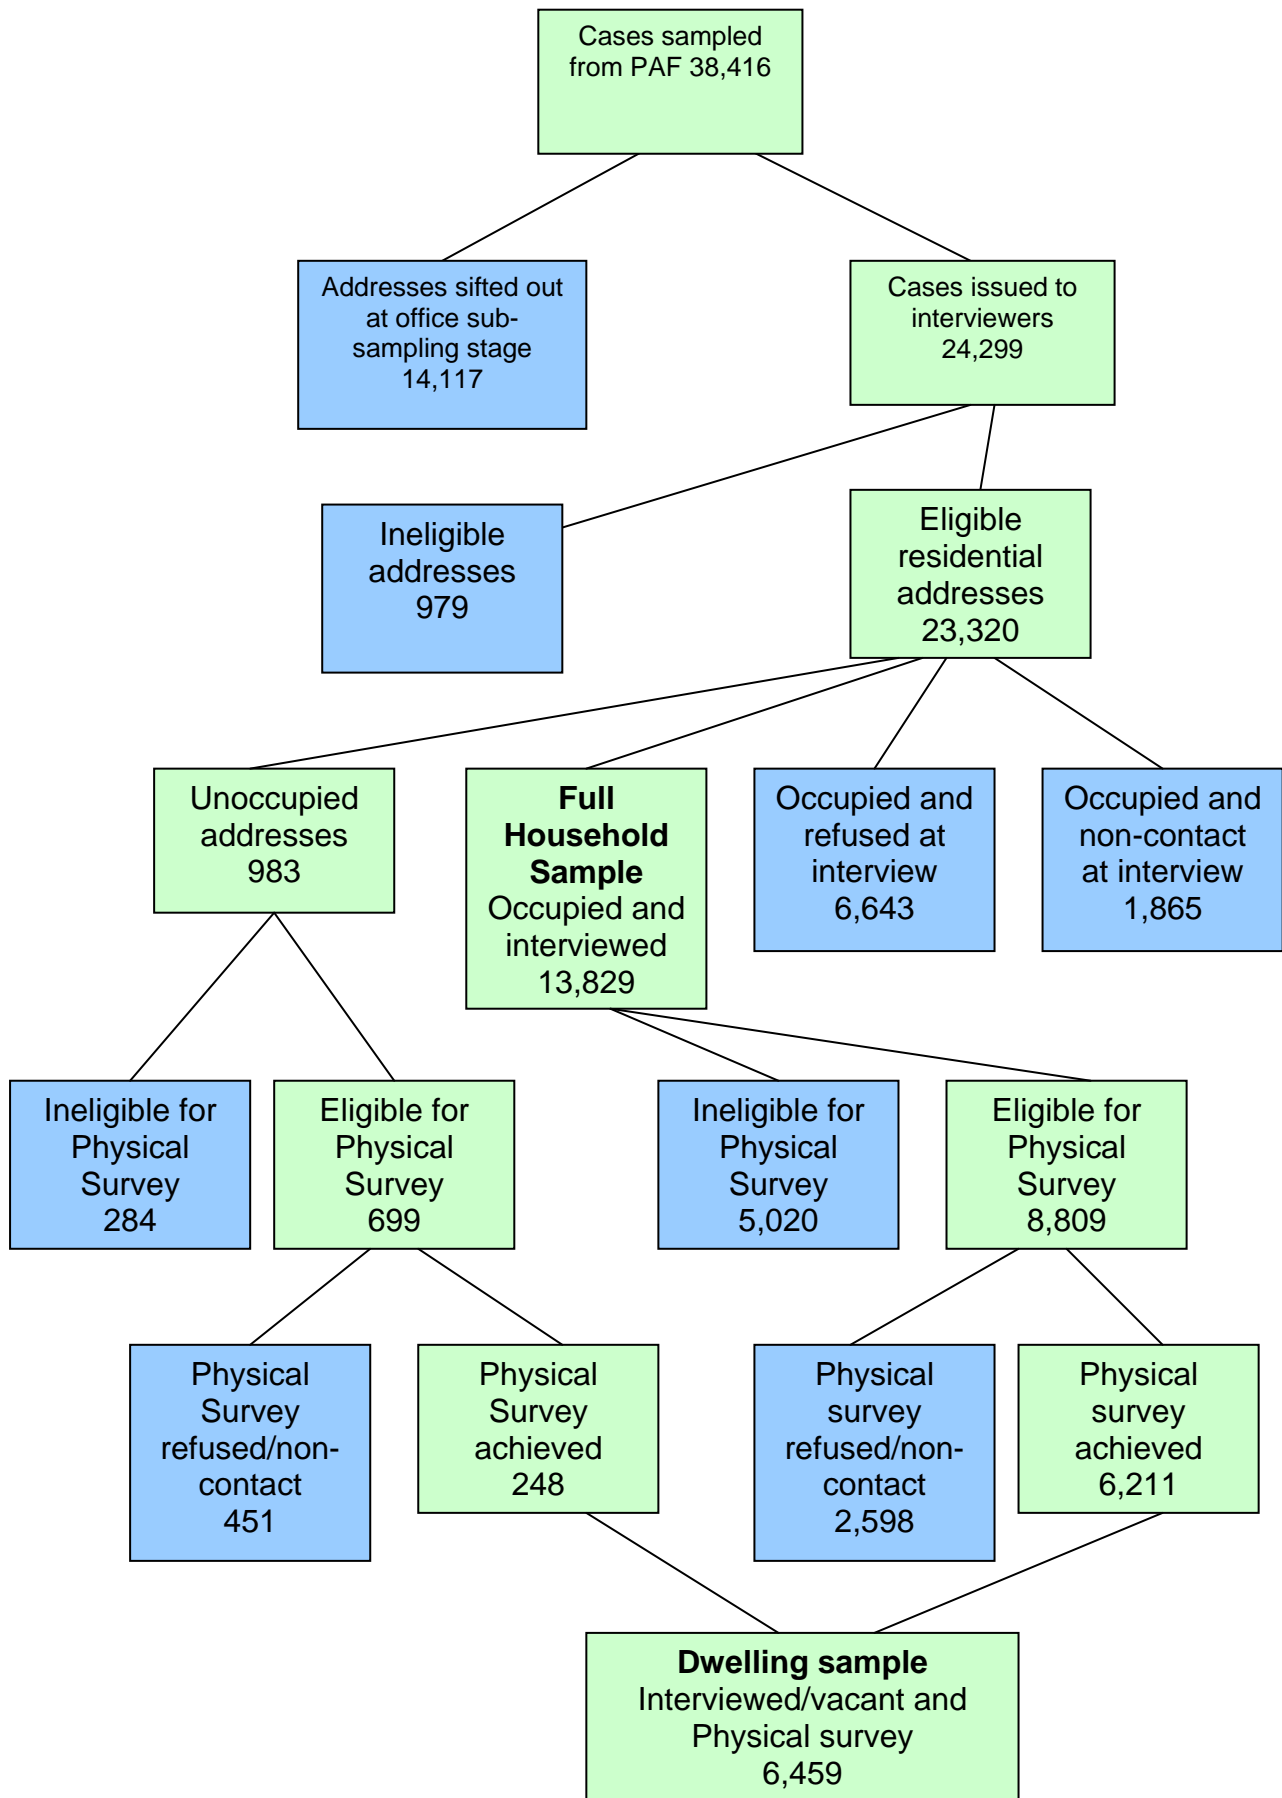 Cases sampled
from PAF 38,416
Addresses sifted out
at office sub-
sampling stage
14,117
Cases issued to
interviewers
24,299
Ineligible
addresses
979
Eligible
residential
addresses
23,320
Unoccupied
addresses
983
Full
Household
Sample
Occupied and
interviewed
13,829
Occupied and
refused at
interview
6,643
Occupied and
non-contact
at interview
1,865
Ineligible for
Physical
Survey
284
Eligible for
Physical
Survey
699
Ineligible for
Physical
Survey
5,020
Eligible for
Physical
Survey
8,809
Physical
Survey
refused/non-
contact
451
Physical
Survey
achieved
248
Physical
survey
refused/non-
contact
2,598
Physical
survey
achieved
6,211
Dwelling sample
Interviewed/vacant and
Physical survey
6,459